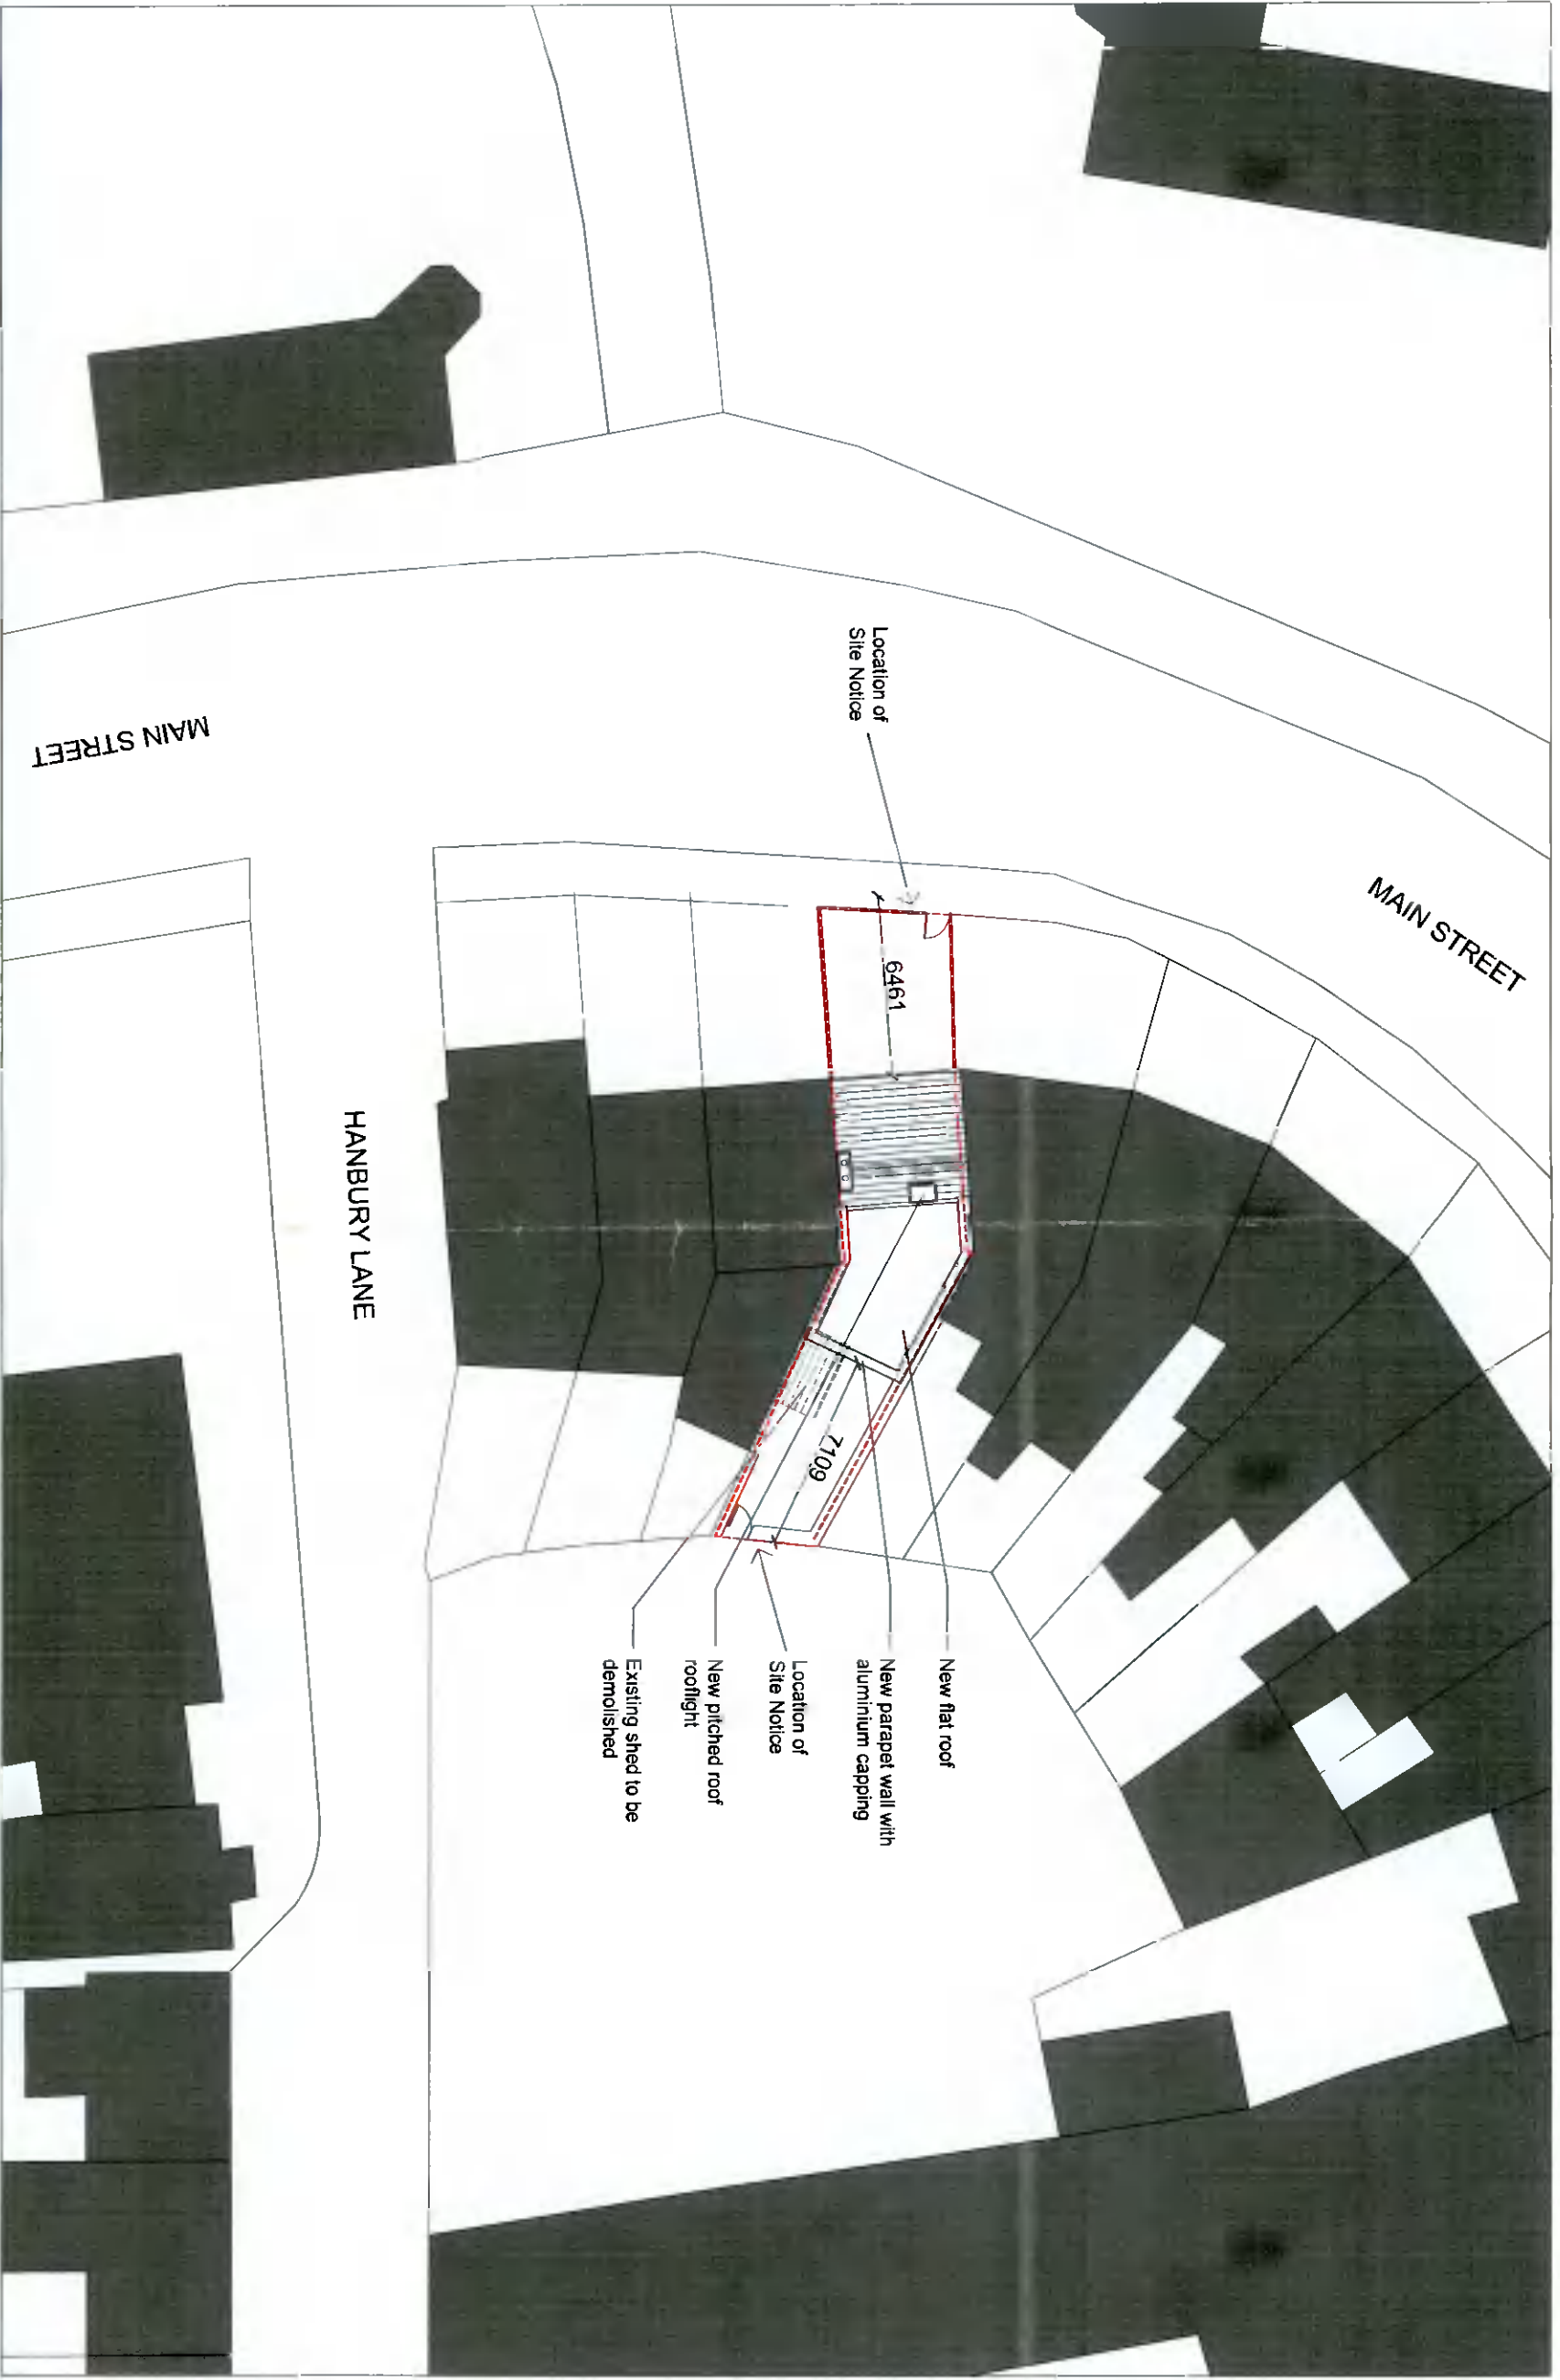 MAIN STREET
MAIN STREET
HANBURY LANE
Location of
Site Notice
6461
7109
New flat roof
New parapet wall with
aluminium capping
Location of
Site Notice
New pitched roof
rooflight
Existing shed to be
demolished